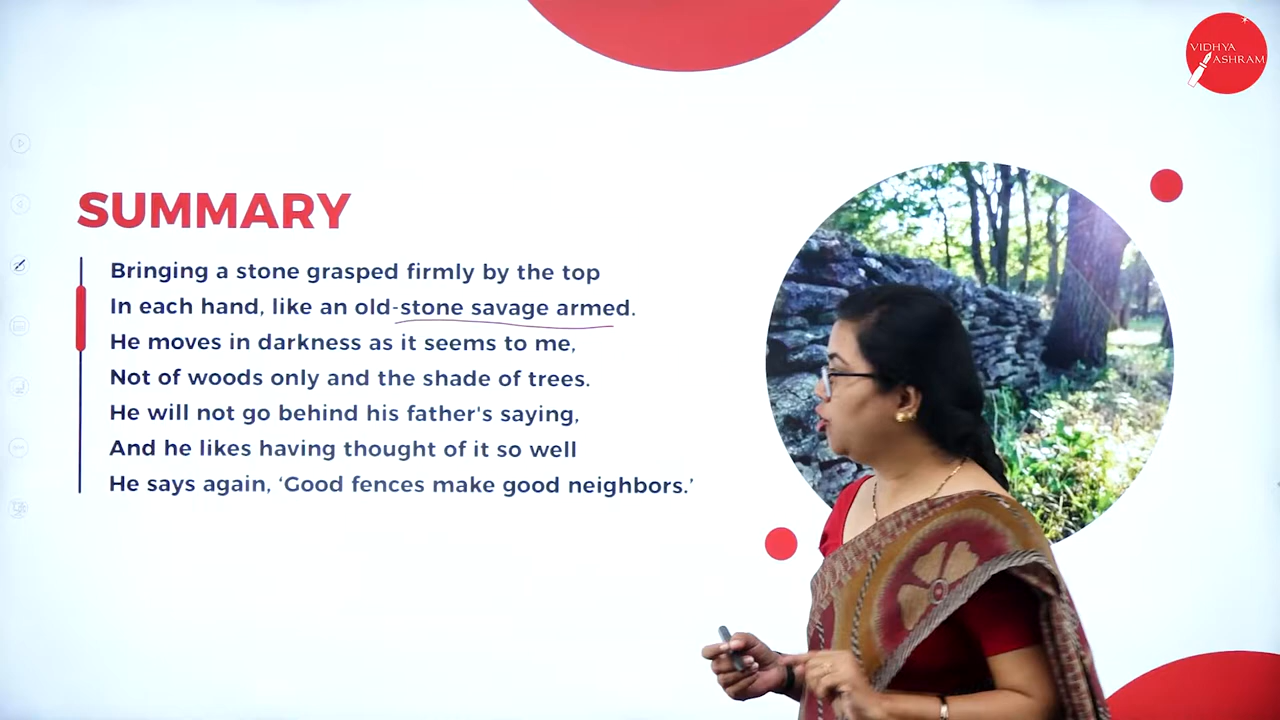 VIDHYA
ASHRAM
SUMMARY
Bringing a stone grasped firmly by the top
In each hand, like an old-stone savage armed.
He moves in darkness as it seems to me,
Not of woods only and the shade of trees.
He will not go behind his father's saying,
And he likes having thought of it so well
He says again, ‘Good fences make good neighbors.’